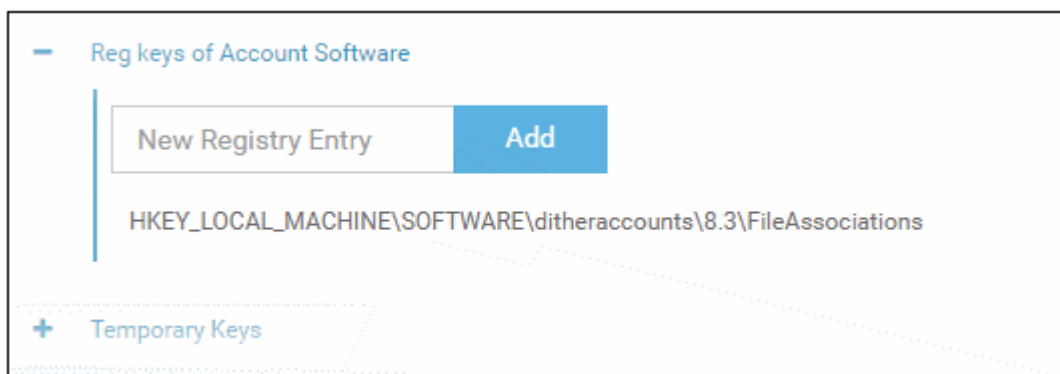 Reg keys of Account Software
New Registry Entry Add
HKEY_LOCAL_MACHINE\SOFTWARE\ditheraccounts\8.3\FileAssociations
Temporary Keys